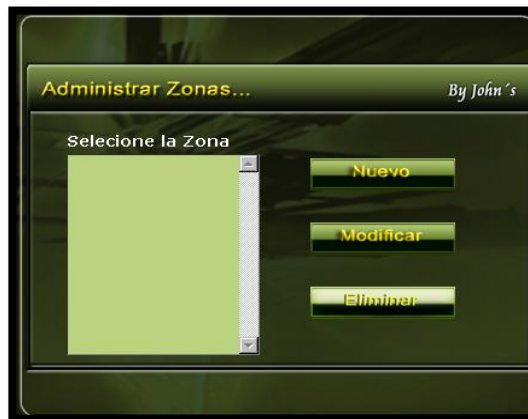 Administrar Zonas...
By John´s
Selecione la Zona
Nuevo
Modificar
Eliminar